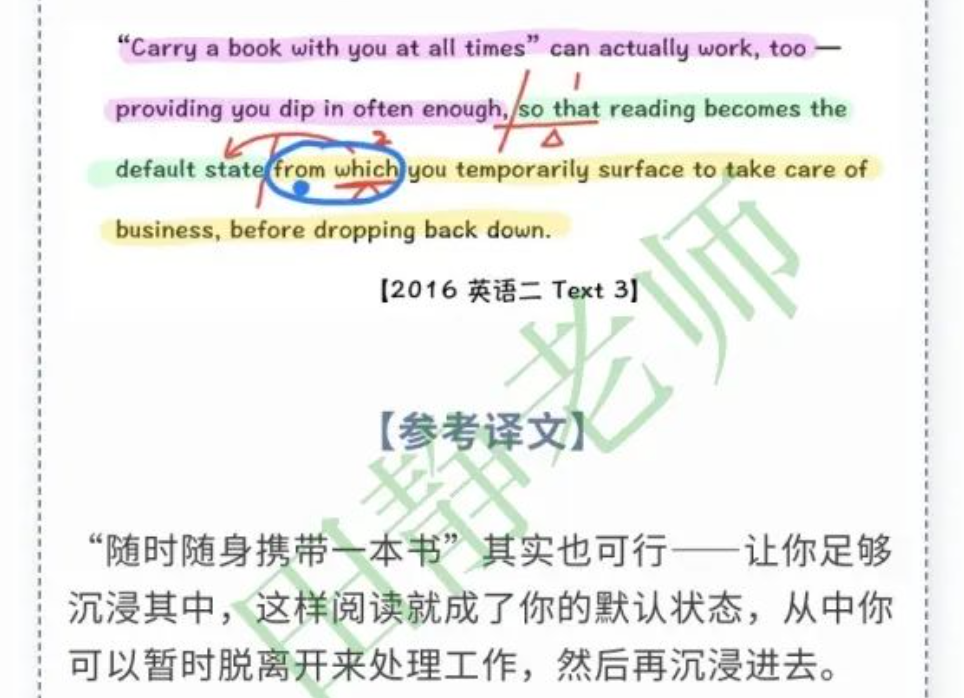 “Carry a book with you at all times” can actually work, too —
providing you dip in often enough, so that reading becomes the
default state from which you temporarily surface to take care of
business, before dropping back down.
1
2
【2016 英语二 Text 3】
【参考译文】
“随时随身携带一本书”其实也可行——让你足够
沉浸其中，这样阅读就成了你的默认状态，从中你
可以暂时脱离开来处理工作，然后再沉浸进去。
田静老师